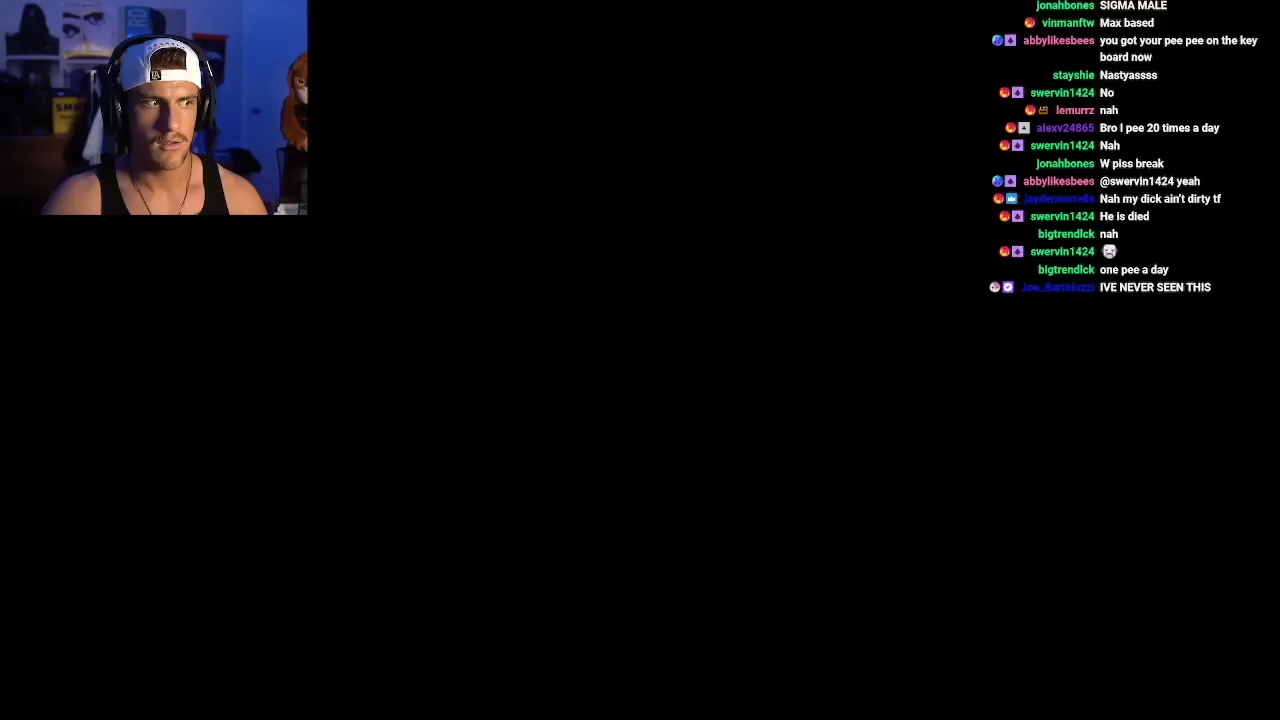 jonahbones SIGMA MALE
vinmanftw Max based
abbylikesbees you got your pee pee on the key
board now
stayshie Nastyassss
swervin1424 No
lemurrz nah
alexv24865 Bro I pee 20 times a day
swervin1424 Nah
jonahbones W piss break
abbylikesbees @swervin1424 yeah
Nah my dick ain't dirty tf
swervin1424 He is died
bigtrendlck nah
swervin1424
bigtrendlck one pee a day
Joe_Bartolozzi IVE NEVER SEEN THIS